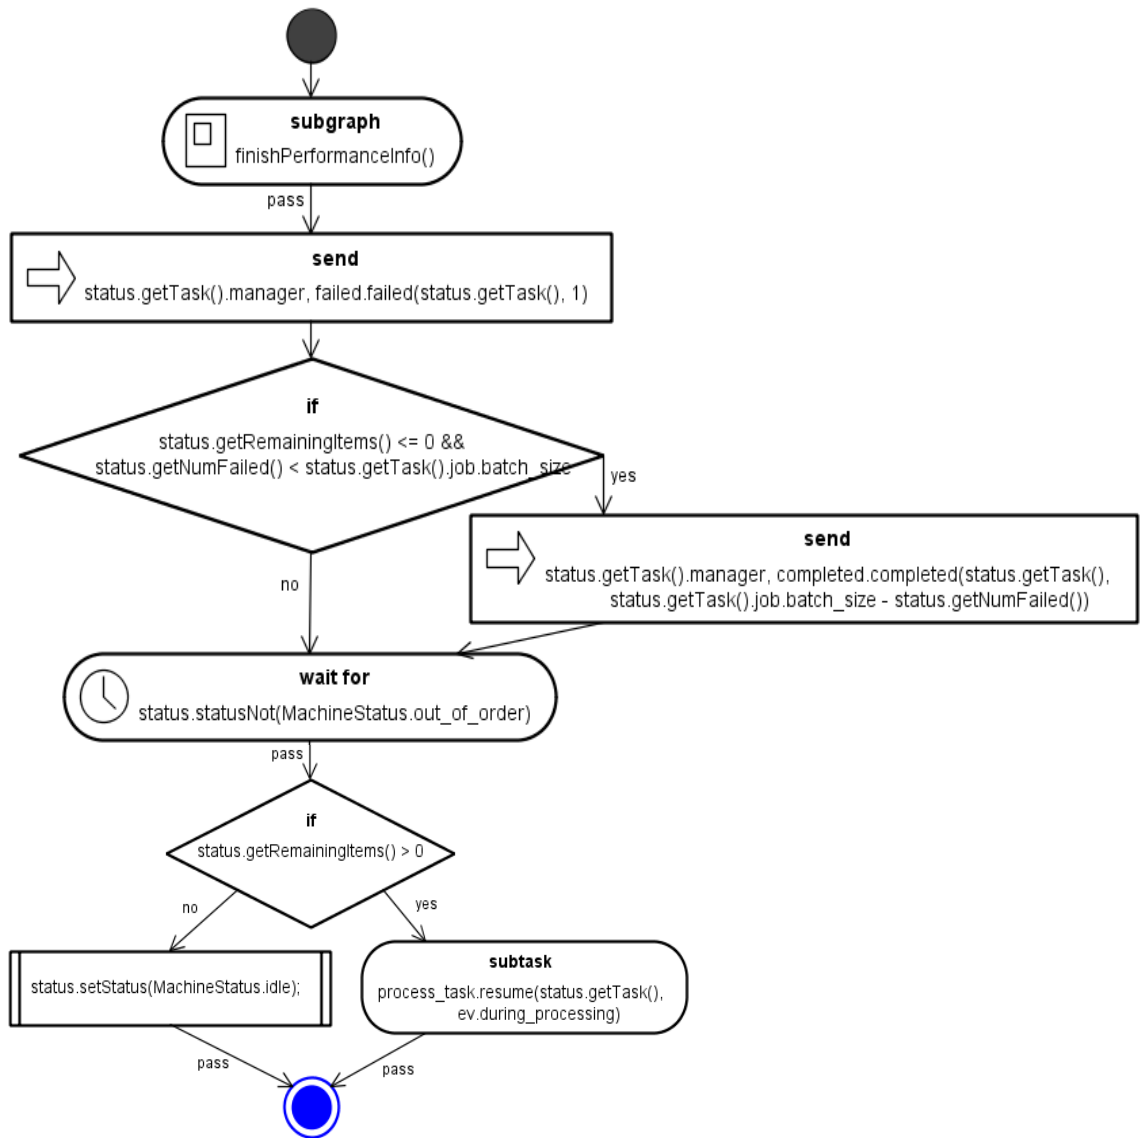 subgraph
finishPerformanceInfo()
pass
send
status.getTask().manager, failed.failed(status.getTask(), 1)
if
status.getRemainingItems() <= 0 &&
status.getNumFailed() < status.getTask().job.batch_size
yes
send
status.getTask().manager, completed.completed(status.getTask(),
status.getTask().job.batch_size - status.getNumFailed())
no
wait for
status.statusNot(MachineStatus.out_of_order)
pass
if
status.getRemainingItems() > 0
no
yes
status.setStatus(MachineStatus.idle);
subtask
process_task.resume(status.getTask(),
ev.during_processing)
pass
pass